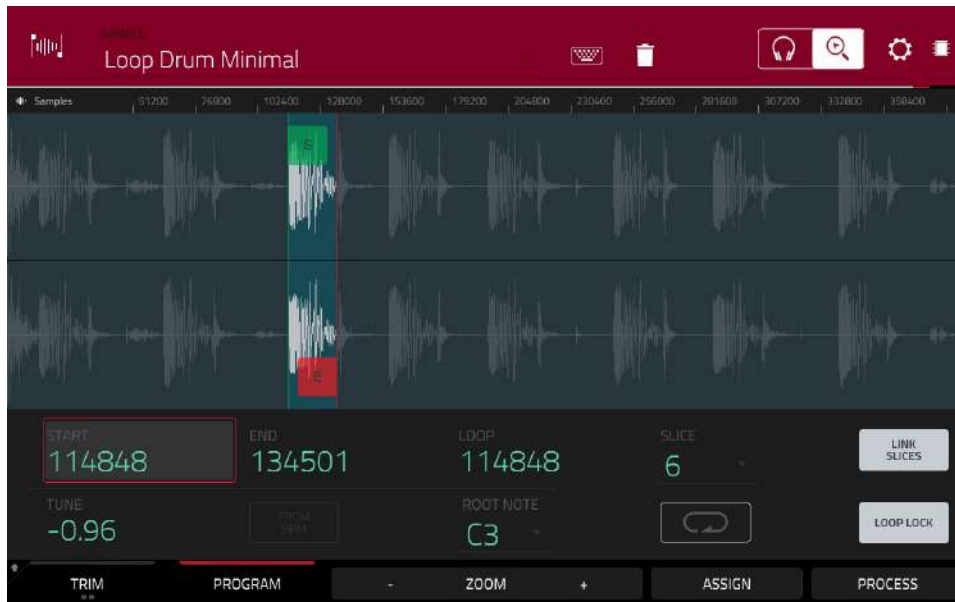 SAMPLE
Loop Drum Minimal
Samples 51200 76800 102400 128000 153600 179200 204800 230400 256000 281600 307200 332800 358400
S
E
START END LOOP SLICE
114848 134501 114848 6 LINK SLICES
TUNE FROM BPM ROOT NOTE
-0.96 C3 LOOP LOCK
TRIM PROGRAM - ZOOM + ASSIGN PROCESS